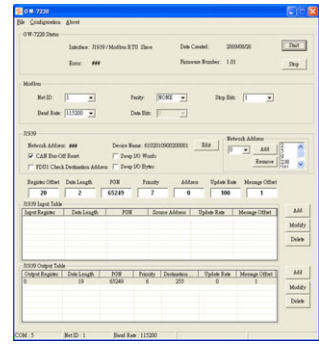 GW-7228
File Configuration About
GW-7228 Status
Interface: J1939 / Modbus RTU Slave Date Created: 2009/06/26 Start
Error: ### Firmware Number: 1.01 Stop
Modbus
Net ID: 1 Parity: NONE Stop Bits: 1
Baud Rate: 115200 Data Bits:
J1939
Network Address
Network Address: ### Device Name: Edit 0 Add
CAN Bus-Off Reset Swap I/O Words Remove
PDU1 Check Destination Address Swap I/O Bytes
Register Offset Data Length PGN Priority Address Update Rate Message Offset
20 2 65249 7 0 100 1
J1939 Input Table
Input Register Data Length PGN Source Address Update Rate Message Offset Add
Modify
Delete
J1939 Output Table
Output Register Data Length PGN Priority Destination... Update Rate Message Offset Add
0 19 65249 6 255 0 1
Modify
Delete
COM : 5 Net ID : 1 Baud Rate : 115200